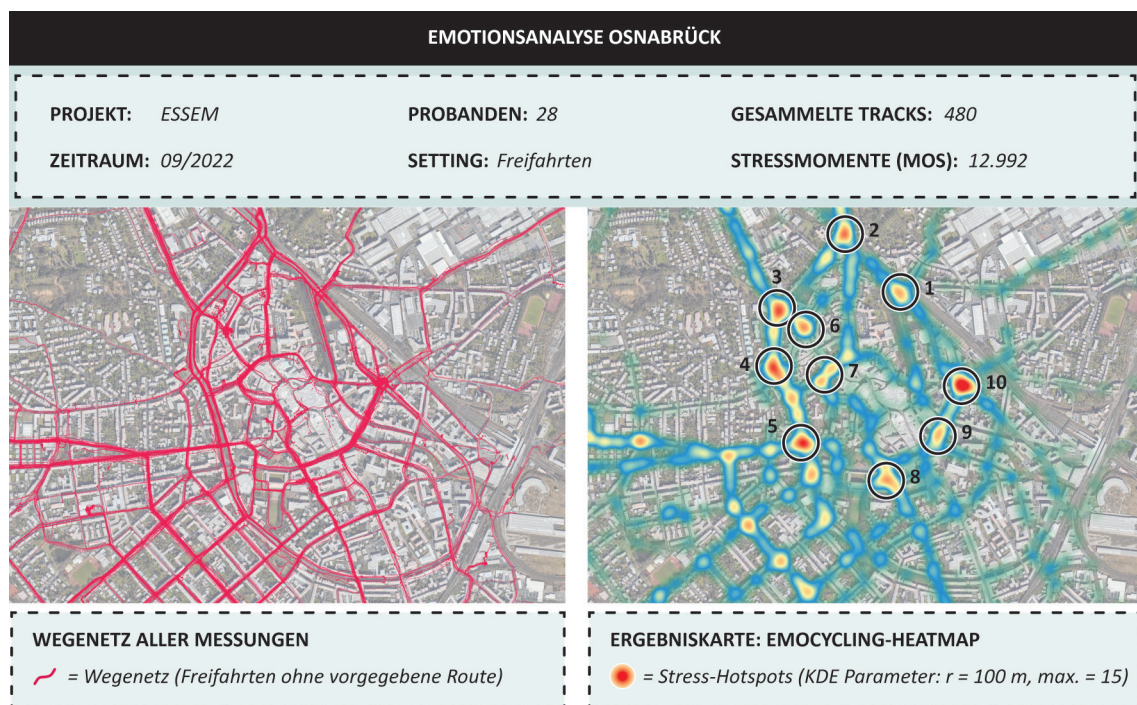 EMOTIONSANALYSE OSNABRÜCK
PROJEKT: ESSEM PROBANDEN: 28 GESAMMELTE TRACKS: 480
ZEITRAUM: 09/2022 SETTING: Freifahrten STRESSMOMENTE (MOS): 12.992
2
1
3
6
4
7
10
5
9
8
WEGENETZ ALLER MESSUNGEN
= Wegenetz (Freifahrten ohne vorgegebene Route)
ERGEBNISKARTE: EMOCYCLING-HEATMAP
= Stress-Hotspots (KDE Parameter: r = 100 m, max. = 15)